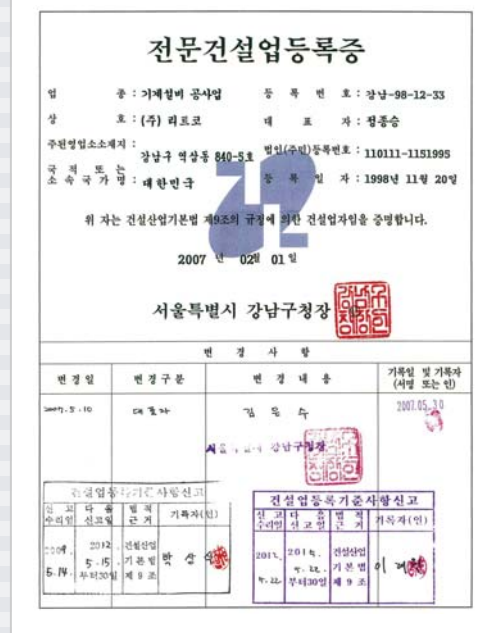 전문건설업등록증
업 종 : 기계설비 공사업 등 록 번 호 : 강남-98-12-33
상 호 : (주) 리트코 대 표 자 : 정종승
주된영업소소재지 : 강남구 역삼동 840-5호 법인(주민)등록번호 : 110111-1151995
국 적 또 는
소 속 국 가 명 : 대한민국 등 록 일 자 : 1998년 11월 20일
위 자는 건설산업기본법 제9조의 규정에 의한 건설업자임을 증명합니다.
2007 년 02월 01일
서울특별시 강남구청장
변 경 사 항
변 경 일 변 경 구 분 변 경 내 용 기록일 및 기록자
(서명 또는 인)
2007.5.10 대표자 김 은 수 2007.05.30
강남구청장
건설업등록기준사항신고
신 고 다 음 법 적 기록자(인)
수리일 신고일 근 거
2009. 2012. 건설산업 박 상
5.14. 5.15. 기 본 법
부터30일 제 9 조
건설업등록기준사항신고
신 고 다 음 법 적 기록자(인)
수리일 신고일 근 거
2012. 2015. 건설산업
5.22. 5.22. 기 본 법
부터30일 제 9 조